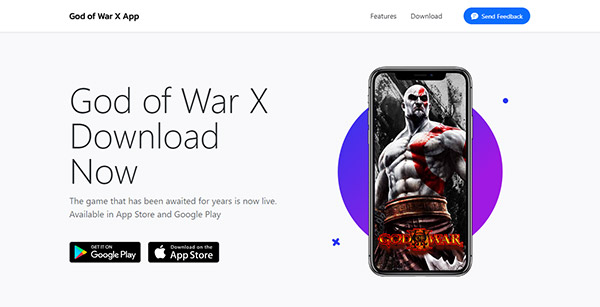 God of War X App
Features
Download
Send Feedback
God of War X
Download
Now
The game that has been awaited for years is now live.
Available in App Store and Google Play
GET IT ON
Google Play
Download on the
App Store
GOD OF WAR